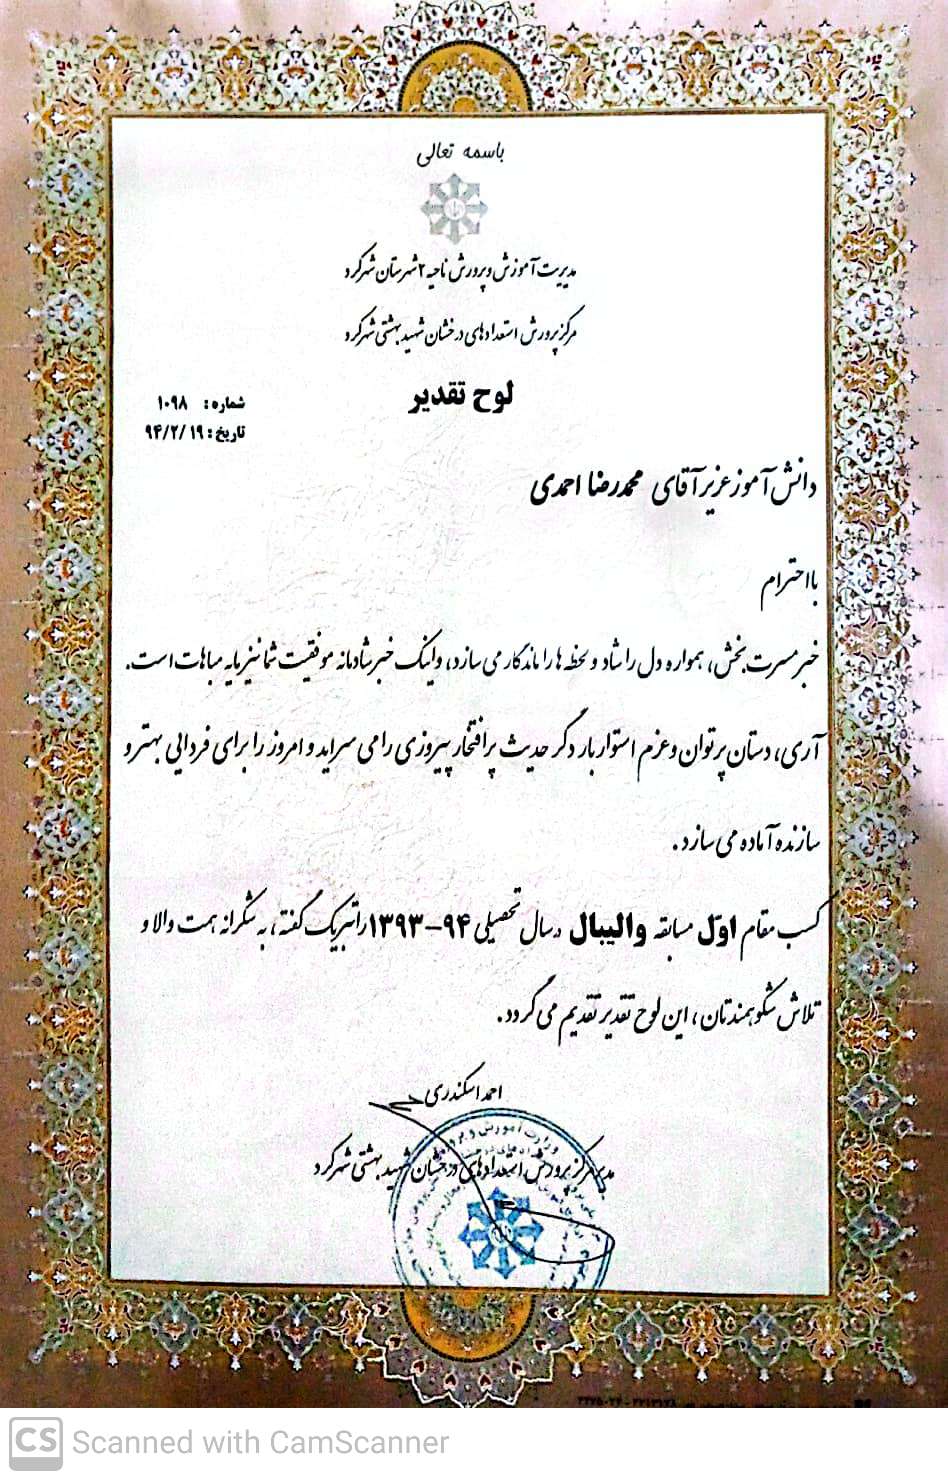 باسمه تعالی
مدیریت آموزش و پرورش ناحیه ۲ شهرستان شهرکرد
مرکز پرورش استعدادهای درخشان شهید بهشتی شهرکرد
لوح تقدیر
شماره : ۱۰۹۸
تاریخ : ۹۴/۲/۱۹
دانش آموز عزیز آقای محمدرضا احمدی
با احترام
خبر مسرت بخش، همواره دل را شاد و لحظه ها را ماندگار می سازد، و اینک خبر شادمانه موفقیت شما نیز مایه مباهات است.
آری، دستان پر توان و عزم استوار بار دگر حدیث پر افتخار پیروزی را می سراید و امروز را برای فردایی بهتر و
سازنده آماده می سازد.
کسب مقام اوّل مسابقه والیبال در سال تحصیلی ۹۴-۱۳۹۳ را تبریک گفته، به شکرانه همت والا و
تلاش شکوهمندتان، این لوح تقدیر تقدیم می گردد.
احمد اسکندری
مدیر مرکز پرورش استعدادهای درخشان شهید بهشتی شهرکرد
وزارت آموزش و پرورش
CS Scanned with CamScanner